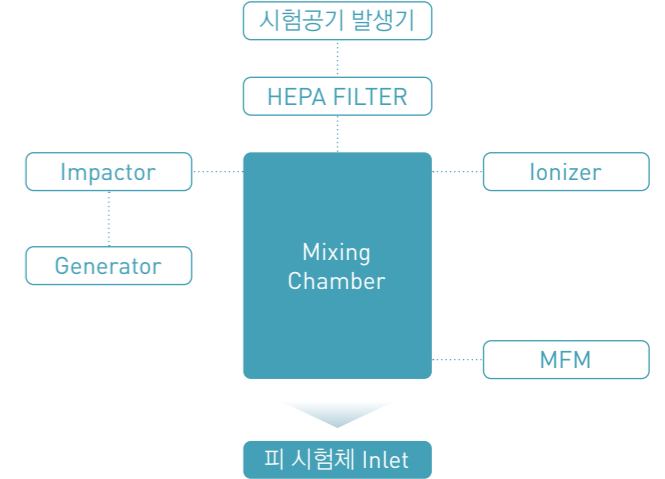 시험공기 발생기
HEPA FILTER
Impactor
Ionizer
Generator
Mixing
Chamber
MFM
피 시험체 Inlet